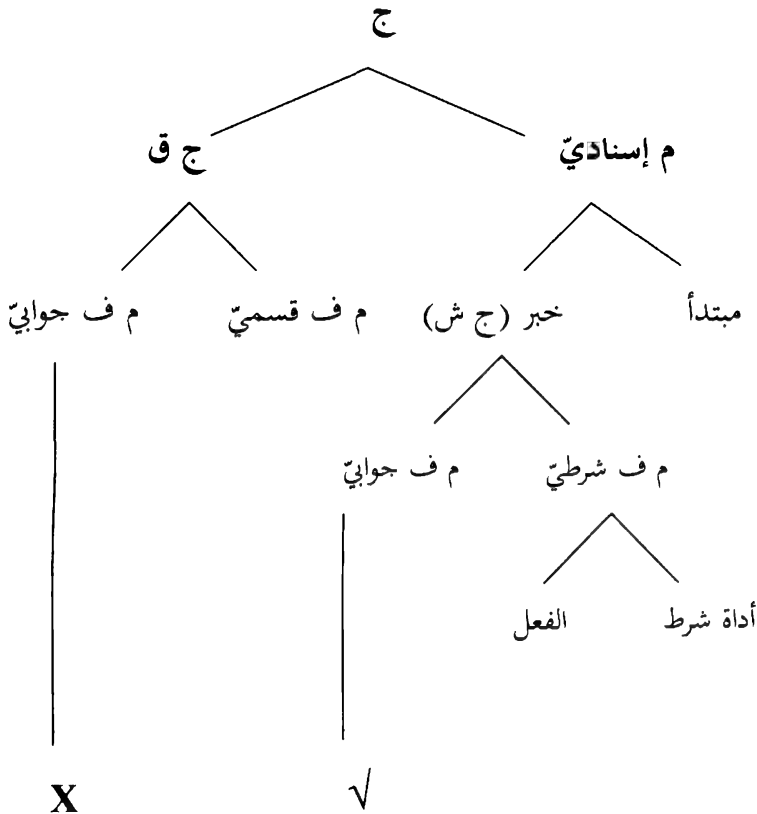 ج
م إسناديّ ج ق
مبتدأ خبر (ج ش) م ف قسميّ م ف جوابيّ
م ف شرطيّ م ف جوابيّ
أداة شرط الفعل
√ X